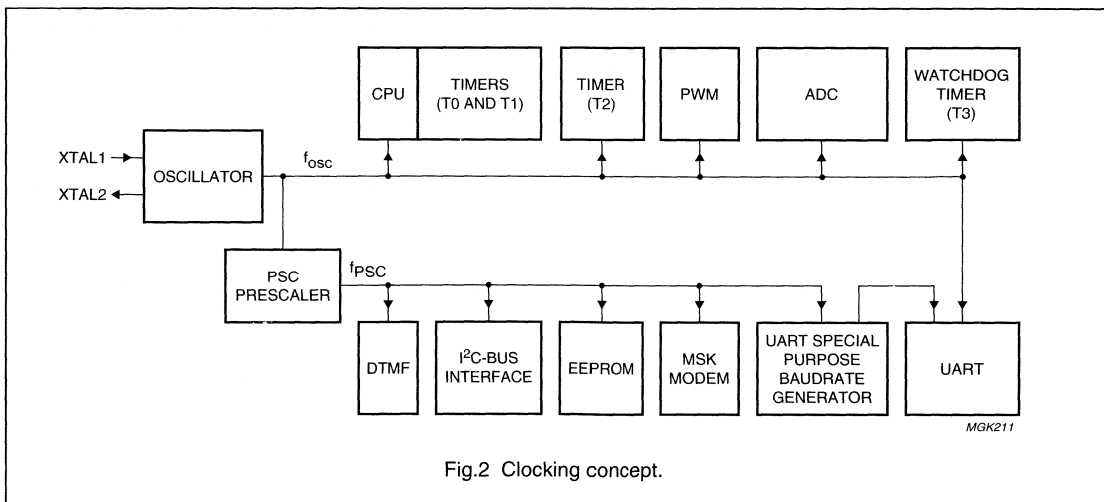 CPU
TIMERS
(T0 AND T1)
TIMER
(T2)
PWM
ADC
WATCHDOG
TIMER
(T3)
XTAL1
XTAL2
OSCILLATOR
fosc
PSC
PRESCALER
fPSC
DTMF
I²C-BUS
INTERFACE
EEPROM
MSK
MODEM
UART SPECIAL
PURPOSE
BAUDRATE
GENERATOR
UART
MGK211
Fig.2 Clocking concept.